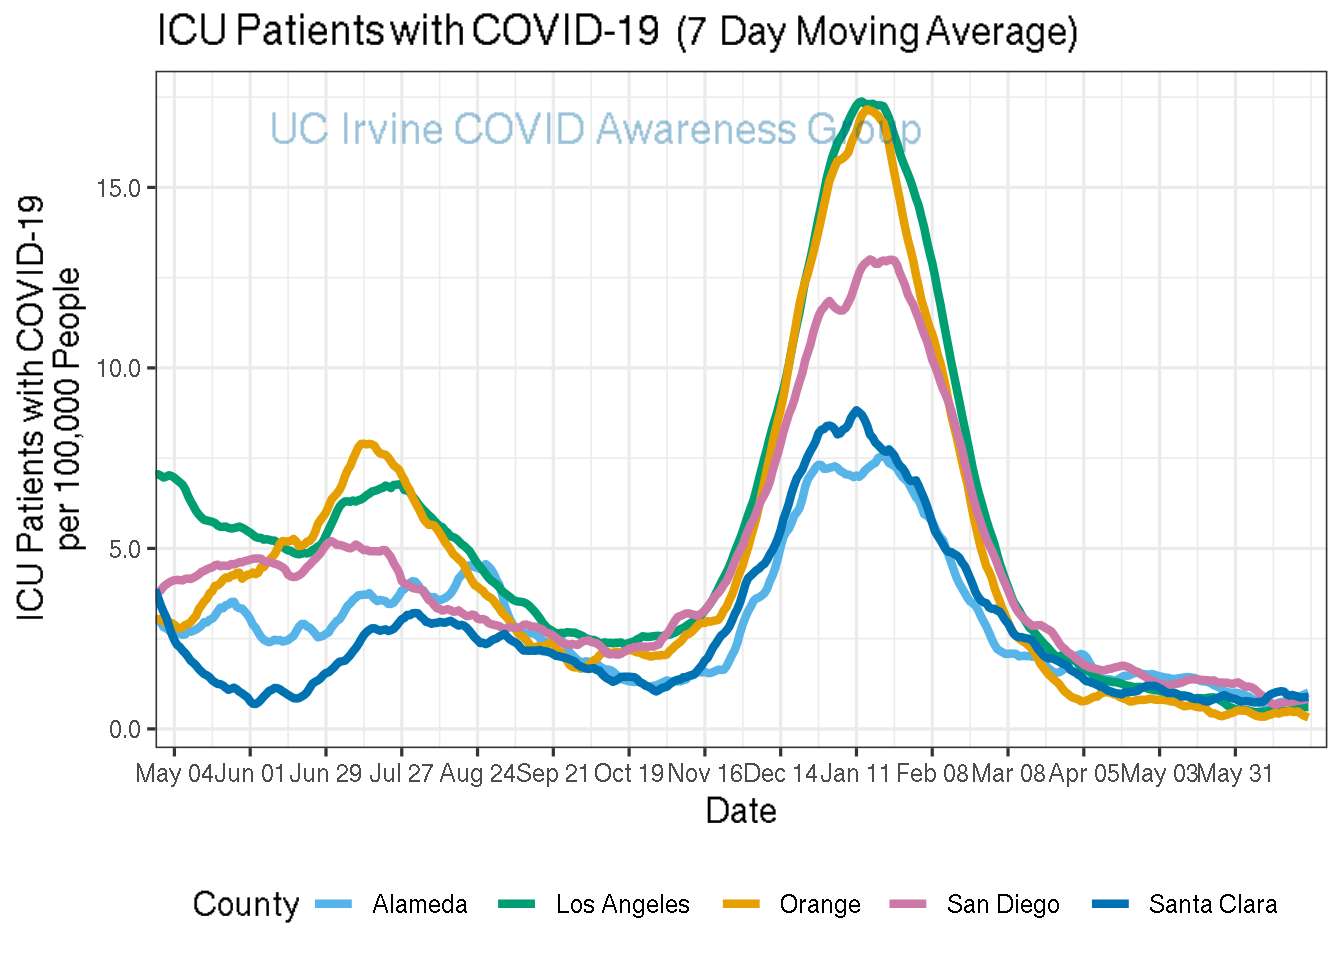 ICU Patients with COVID-19 (7 Day Moving Average)
UC Irvine COVID Awareness Group
ICU Patients with COVID-19
per 100,000 People
15.0
10.0
5.0
0.0
May 04 Jun 01 Jun 29 Jul 27 Aug 24 Sep 21 Oct 19 Nov 16 Dec 14 Jan 11 Feb 08 Mar 08 Apr 05 May 03 May 31
Date
County Alameda Los Angeles Orange San Diego Santa Clara